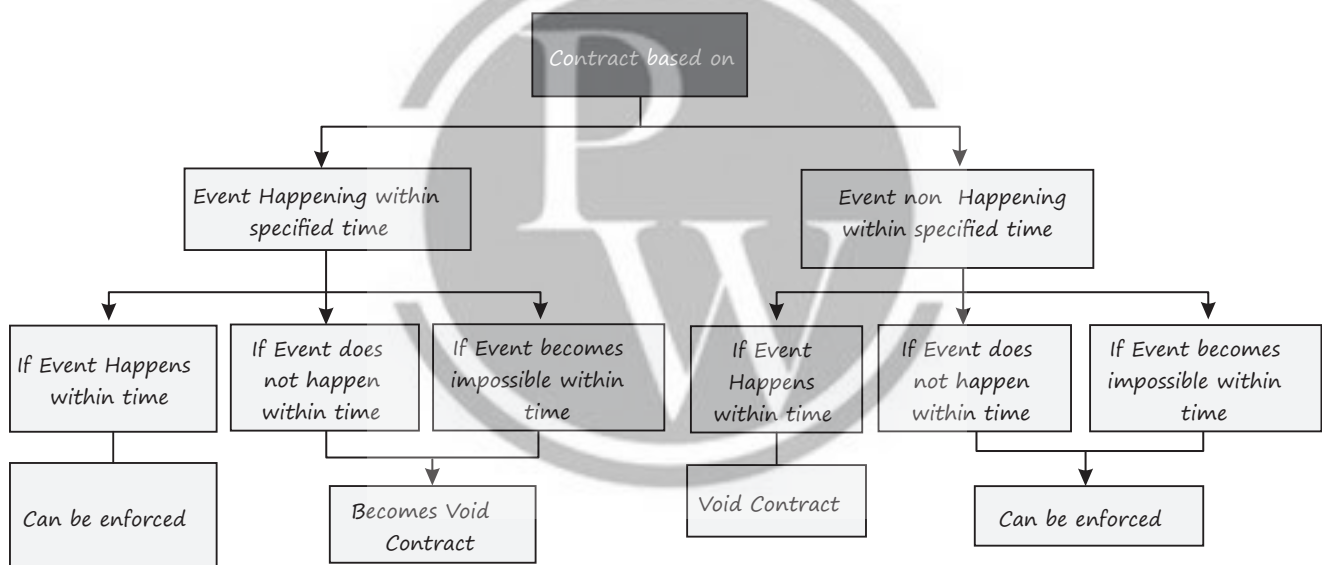 Contract based on
Event Happening within
specified time
Event non Happening
within specified time
If Event Happens
within time
If Event does
not happen
within time
If Event becomes
impossible within
time
If Event
Happens
within time
If Event does
not happen
within time
If Event becomes
impossible within
time
Can be enforced
Becomes Void
Contract
Void Contract
Can be enforced
PW